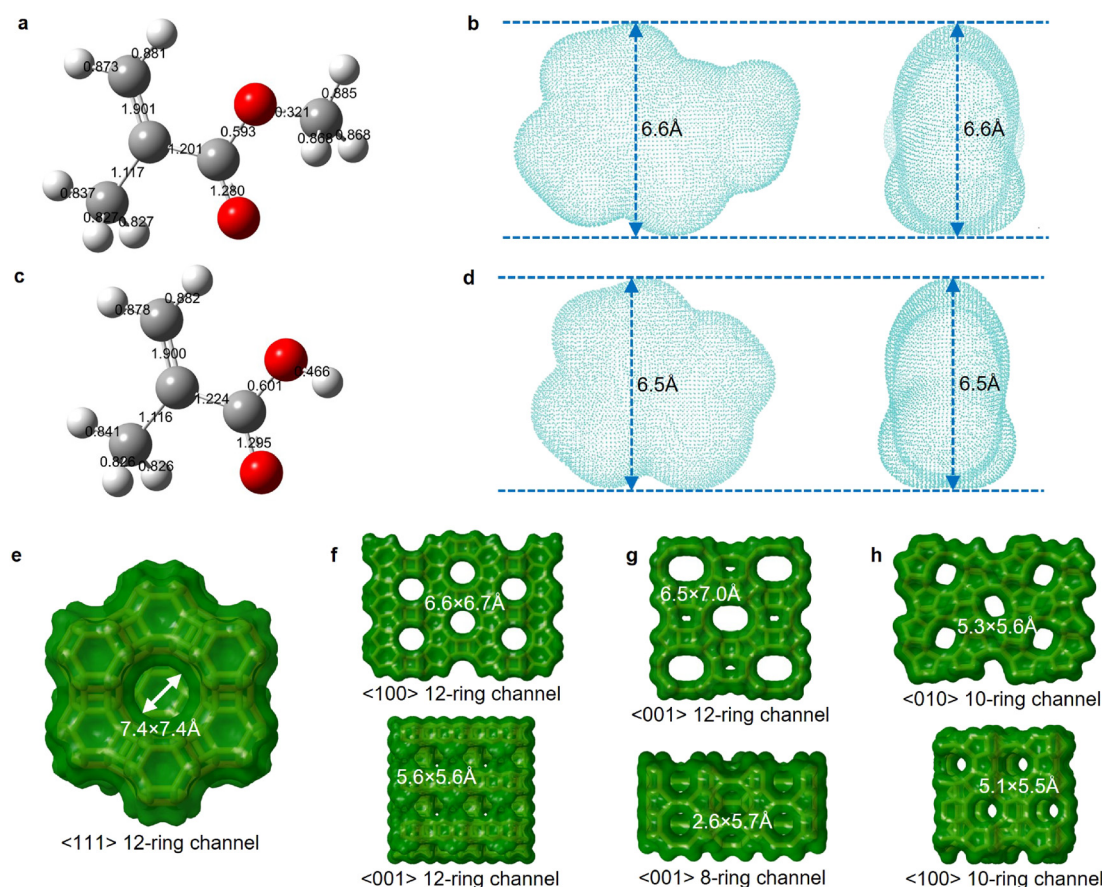 a
0.881
0.873
1.901
0.321
0.885
0.593
0.868
0.868
1.201
1.117
1.280
0.837
0.827
0.827
b
6.6Å
6.6Å
c
0.882
0.878
1.900
0.466
0.601
1.224
1.116
1.295
0.841
0.826
0.826
d
6.5Å
6.5Å
e
7.4×7.4Å
<111> 12-ring channel
f
6.6×6.7Å
<100> 12-ring channel
5.6×5.6Å
<001> 12-ring channel
g
6.5×7.0Å
<001> 12-ring channel
2.6×5.7Å
<001> 8-ring channel
h
5.3×5.6Å
<010> 10-ring channel
5.1×5.5Å
<100> 10-ring channel